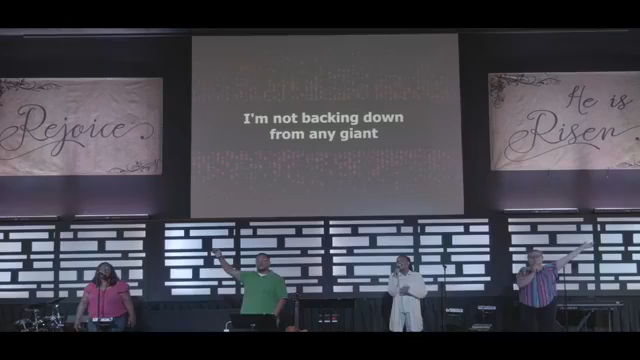 Rejoice
I'm not backing down
from any giant
He is
Risen